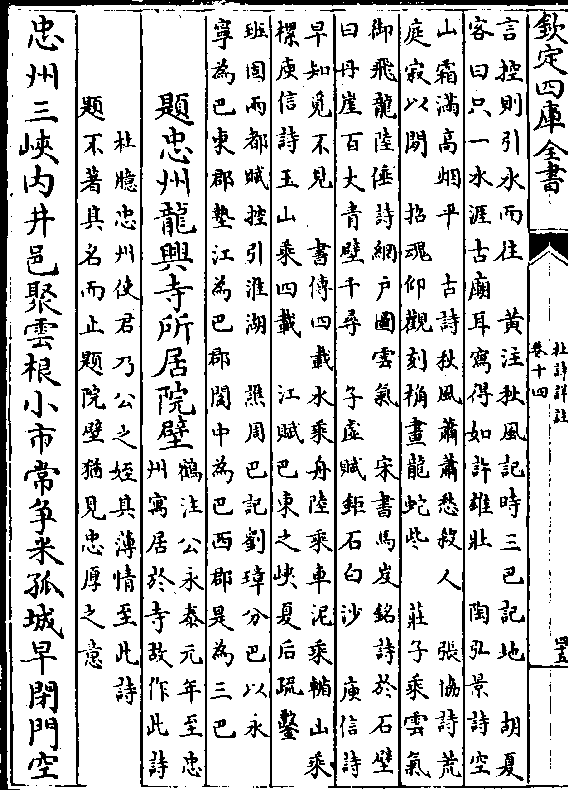 欽定四庫全書
杜詩詳註
卷十四
言控則引水而往　黃注秋風記時三巴記地　胡夏
客曰只一水涯古廟耳寫得如許雄壯　陶弘景詩空
山霜滿高烟平　古詩秋風蕭蕭愁殺人　張協詩荒
庭寂以閒　招魂仰觀刻桷畫龍蛇些　莊子乘雲氣
御飛龍陸倕詩網戶圖雲氣　宋書馬岌銘詩於石壁
曰丹崖百丈青壁千尋　子虛賦鉅石白沙　庾信詩
早知覓不見　書傳四載水乘舟陸乘車泥乘輴山乘
樏庾信詩玉山乘四載　江賦巴東之峽夏后疏鑿
班固兩都賦控引淮湖　譙周巴記劉璋分巴以永
寧為巴東郡墊江為巴郡閬中為巴西郡是為三巴
題忠州龍興寺所居院壁
鶴注公永泰元年至忠
州寓居於寺故作此詩
杜臆忠州使君乃公之姪其薄情至此詩
題不著其名而止題院壁猶見忠厚之意
忠州三峽内井邑聚雲根小市常爭米孤城早閉門空